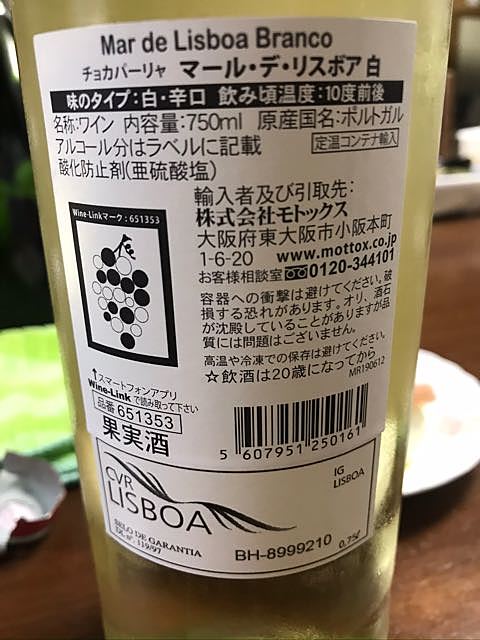 Mar de Lisboa Branco
チョカパーリャ マール・デ・リスボア 白
味のタイプ:白・辛口 飲み頃温度:10度前後
名称:ワイン 内容量:750ml 原産国名:ポルトガル
アルコール分はラベルに記載 定温コンテナ輸入
酸化防止剤(亜硫酸塩)
輸入者及び引取先:
株式会社モトックス
大阪府東大阪市小阪本町
1-6-20 www.mottox.co.jp
お客様相談室 0120-344101
容器への衝撃は避けてください。破
損する恐れがあります。オリ、酒石
が沈殿していることがありますが品
質には問題はございません。
高温や冷凍での保存は避けてください。
☆飲酒は20歳になってから
MR190612
Wine-Linkマーク:651353
↑スマートフォンアプリ
Wine-Linkで読み取って下さい
品番 651353
果実酒
5 607951 250161
CVR
LISBOA
IG
LISBOA
SELO DE GARANTIA
DL nº. 119/97
BH-8999210 0,75ℓ